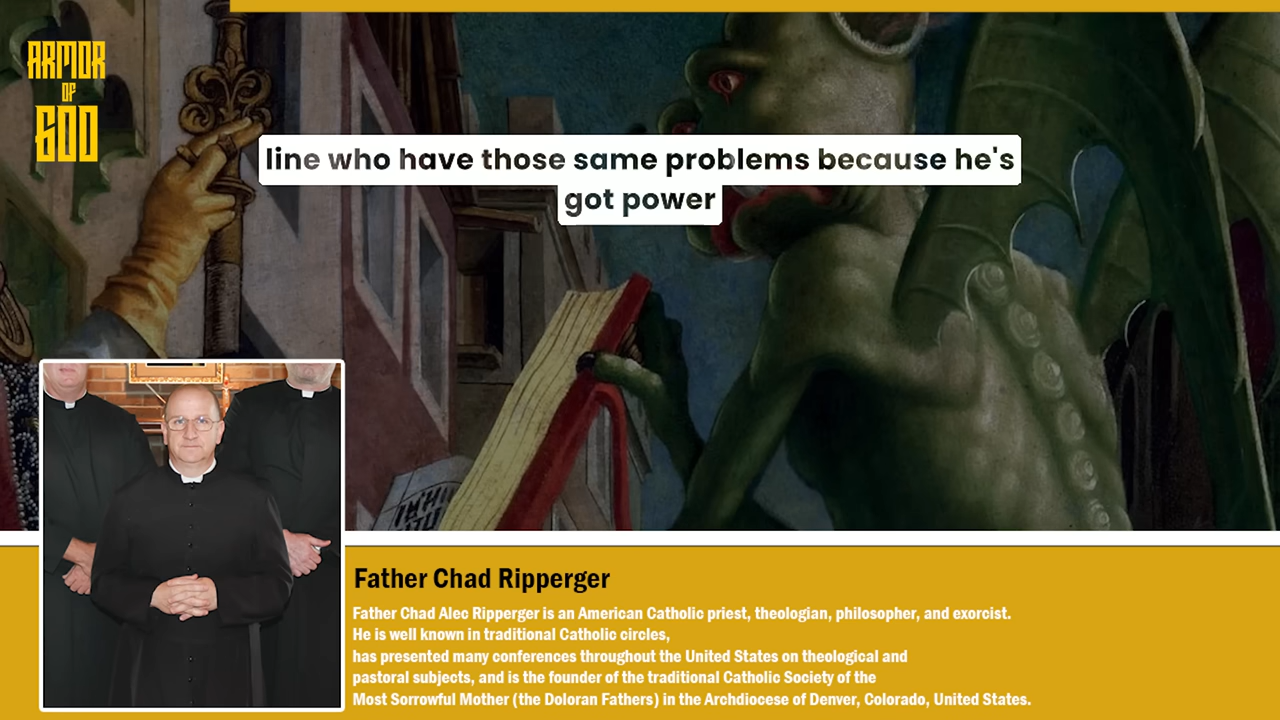 ARMOR
OF
GOD
line who have those same problems because he's
got power
Father Chad Ripperger
Father Chad Alec Ripperger is an American Catholic priest, theologian, philosopher, and exorcist.
He is well known in traditional Catholic circles,
has presented many conferences throughout the United States on theological and
pastoral subjects, and is the founder of the traditional Catholic Society of the
Most Sorrowful Mother (the Doloran Fathers) in the Archdiocese of Denver, Colorado, United States.